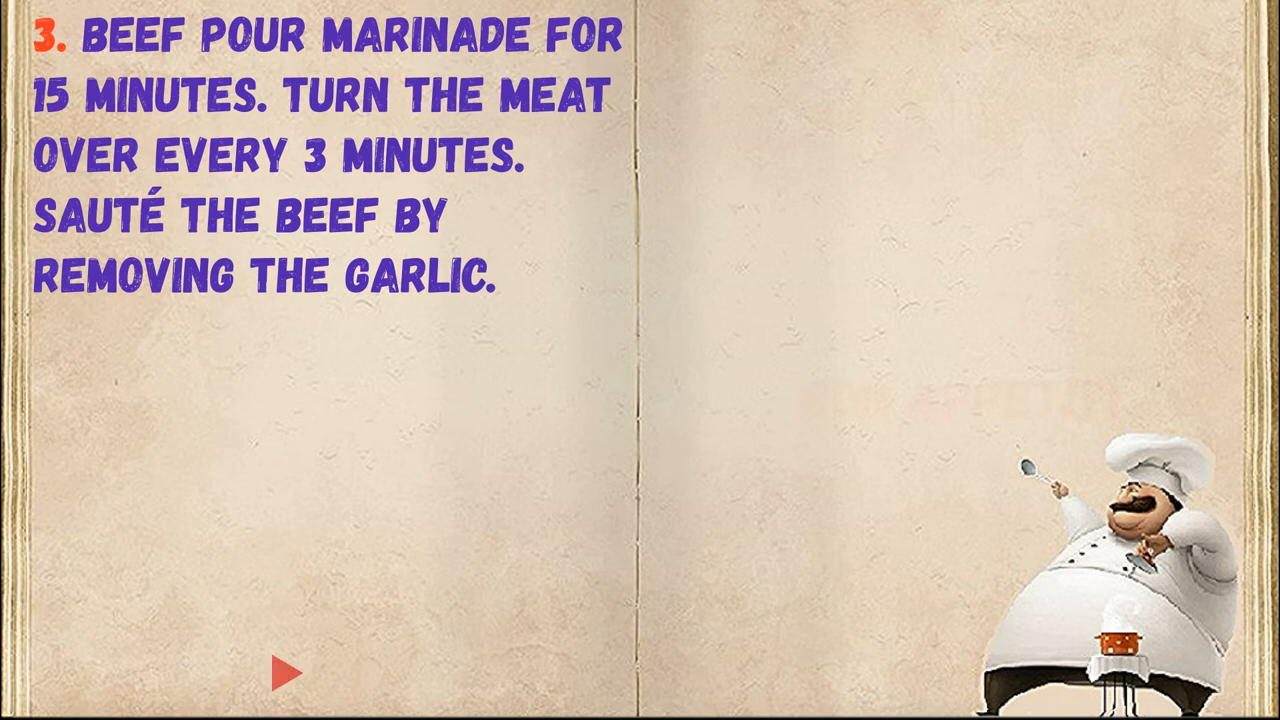 3. BEEF POUR MARINADE FOR
15 MINUTES. TURN THE MEAT
OVER EVERY 3 MINUTES.
SAUTÉ THE BEEF BY
REMOVING THE GARLIC.